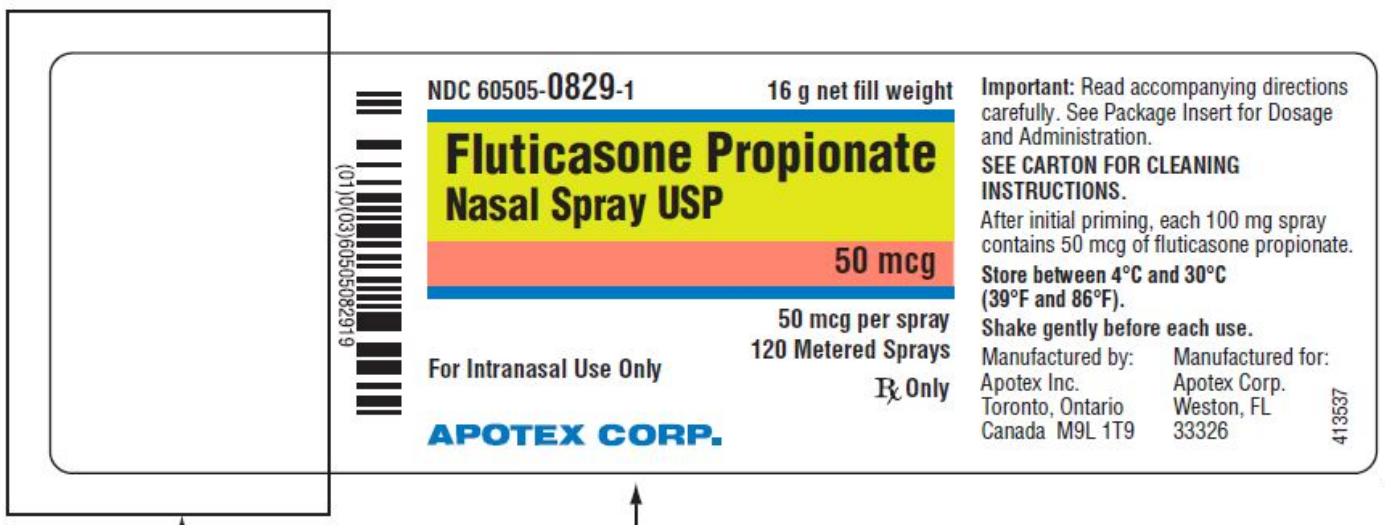 (01)0(03)60505082919
NDC 60505-0829-1
16 g net fill weight
Fluticasone Propionate
Nasal Spray USP
50 mcg
50 mcg per spray
120 Metered Sprays
For Intranasal Use Only
℞ Only
APOTEX CORP.
Important: Read accompanying directions
carefully. See Package Insert for Dosage
and Administration.
SEE CARTON FOR CLEANING
INSTRUCTIONS.
After initial priming, each 100 mg spray
contains 50 mcg of fluticasone propionate.
Store between 4°C and 30°C
(39°F and 86°F).
Shake gently before each use.
Manufactured by:
Apotex Inc.
Toronto, Ontario
Canada M9L 1T9
Manufactured for:
Apotex Corp.
Weston, FL
33326
413537